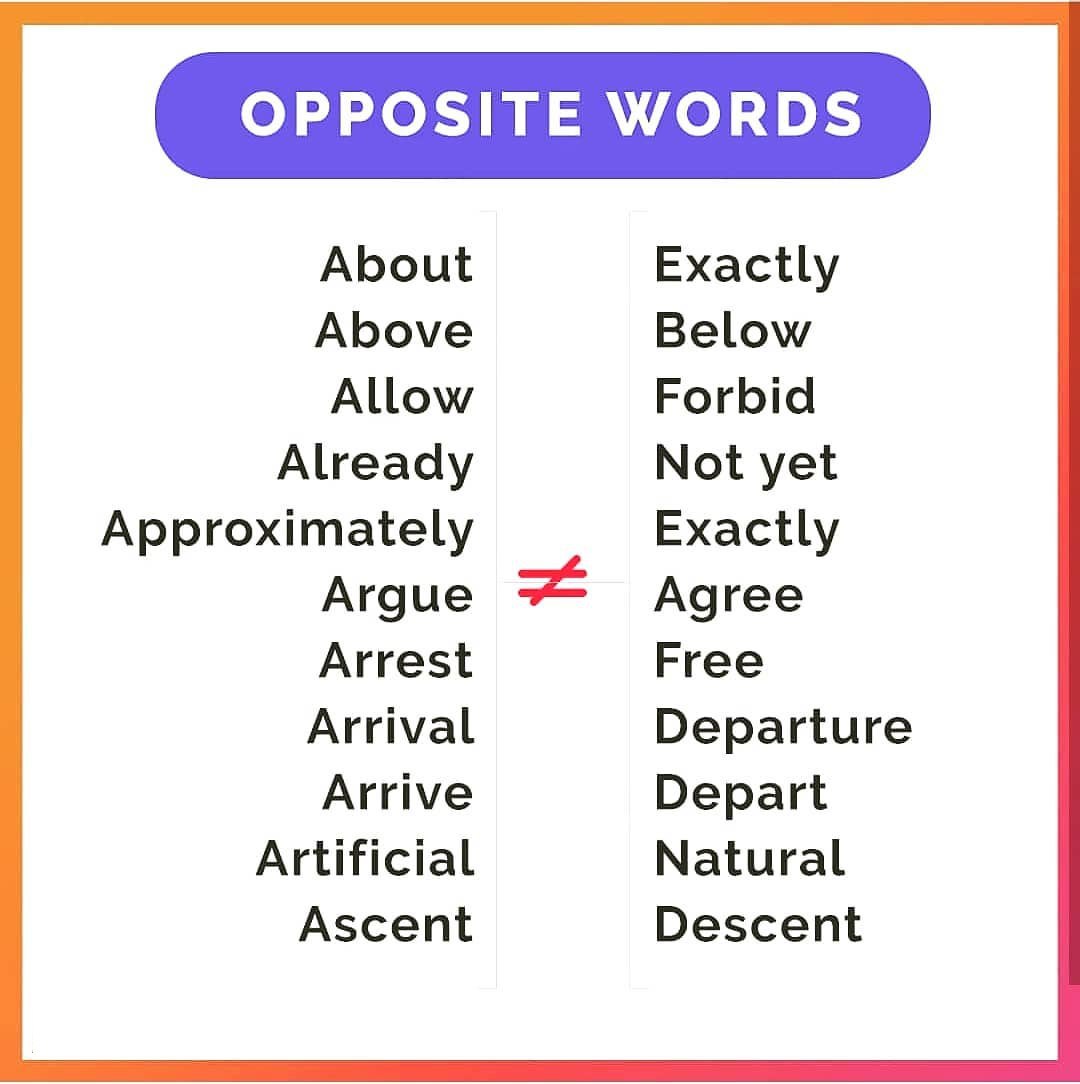 OPPOSITE WORDS
About Exactly
Above Below
Allow Forbid
Already Not yet
Approximately Exactly
Argue ≠ Agree
Arrest Free
Arrival Departure
Arrive Depart
Artificial Natural
Ascent Descent